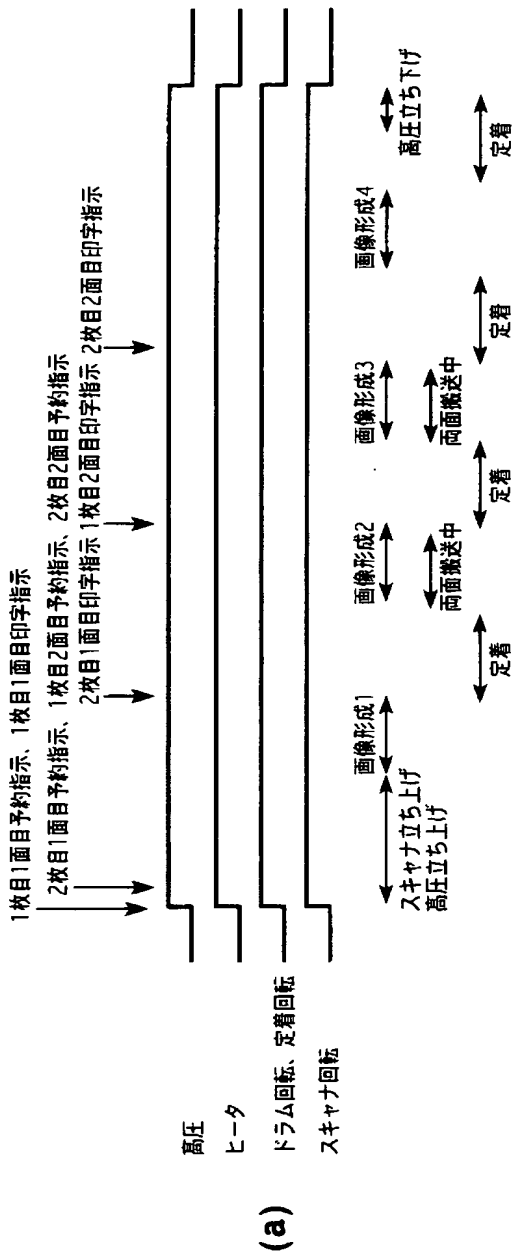 1枚目1面目予約指示、1枚目1面目印字指示
2枚目1面目予約指示、1枚目2面目予約指示、2枚目2面目予約指示
2枚目1面目印字指示 1枚目2面目印字指示 2枚目2面目印字指示
高圧
ヒータ
ドラム回転、定着回転
スキャナ回転
画像形成1 画像形成2 画像形成3 画像形成4
スキャナ立ち上げ
高圧立ち上げ
高圧立ち下げ
両面搬送中 両面搬送中
定着 定着 定着 定着 定着
(a)